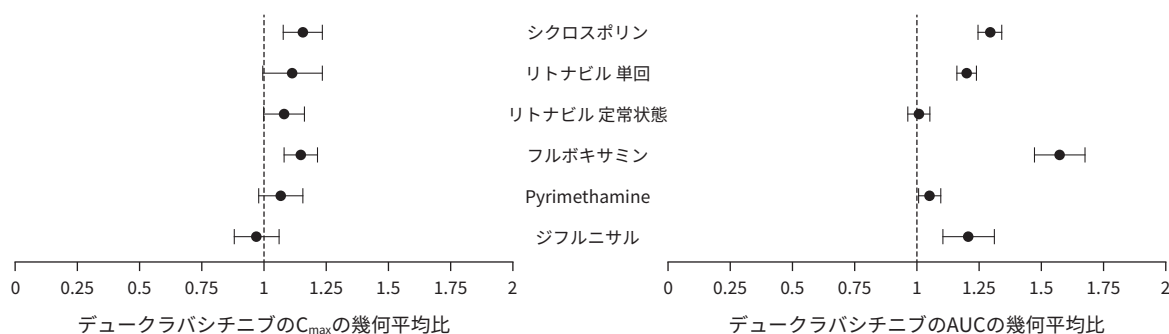 シクロスポリン
リトナビル 単回
リトナビル 定常状態
フルボキサミン
Pyrimethamine
ジフルニサル
0 0.25 0.5 0.75 1 1.25 1.5 1.75 2
デュークラバシチニブのCmaxの幾何平均比
0 0.25 0.5 0.75 1 1.25 1.5 1.75 2
デュークラバシチニブのAUCの幾何平均比